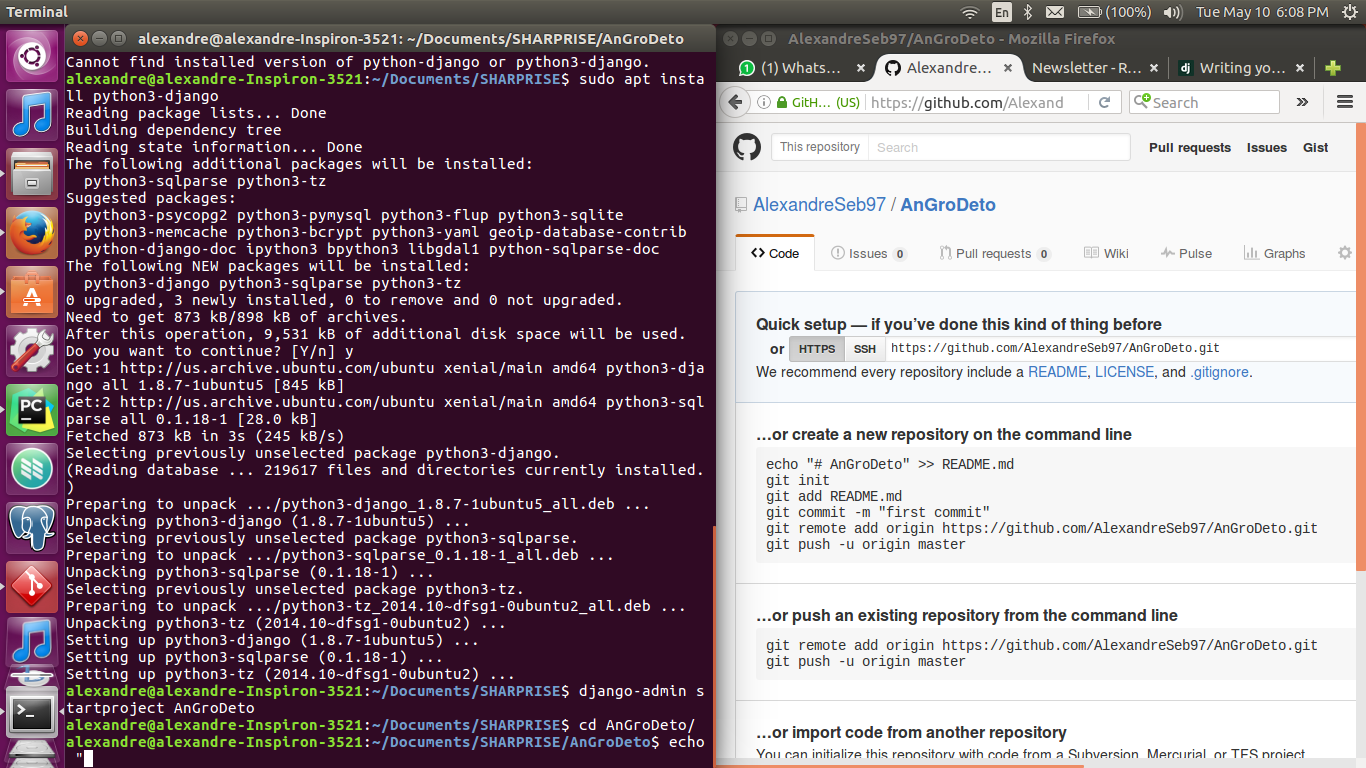 Terminal
En
(100%)
Tue May 10 6:08 PM
alexandre@alexandre-Inspiron-3521: ~/Documents/SHARPRISE/AnGroDeto
Cannot find installed version of python-django or python3-django.
alexandre@alexandre-Inspiron-3521:~/Documents/SHARPRISE$ sudo apt insta
ll python3-django
Reading package lists... Done
Building dependency tree
Reading state information... Done
The following additional packages will be installed:
  python3-sqlparse python3-tz
Suggested packages:
  python3-psycopg2 python3-pymysql python3-flup python3-sqlite
  python3-memcache python3-bcrypt python3-yaml geoip-database-contrib
  python-django-doc ipython3 bpython3 libgdal1 python-sqlparse-doc
The following NEW packages will be installed:
  python3-django python3-sqlparse python3-tz
0 upgraded, 3 newly installed, 0 to remove and 0 not upgraded.
Need to get 873 kB/898 kB of archives.
After this operation, 9,531 kB of additional disk space will be used.
Do you want to continue? [Y/n] y
Get:1 http://us.archive.ubuntu.com/ubuntu xenial/main amd64 python3-dja
ngo all 1.8.7-1ubuntu5 [845 kB]
Get:2 http://us.archive.ubuntu.com/ubuntu xenial/main amd64 python3-sql
parse all 0.1.18-1 [28.0 kB]
Fetched 873 kB in 3s (245 kB/s)
Selecting previously unselected package python3-django.
(Reading database ... 219617 files and directories currently installed.
)
Preparing to unpack .../python3-django_1.8.7-1ubuntu5_all.deb ...
Unpacking python3-django (1.8.7-1ubuntu5) ...
Selecting previously unselected package python3-sqlparse.
Preparing to unpack .../python3-sqlparse_0.1.18-1_all.deb ...
Unpacking python3-sqlparse (0.1.18-1) ...
Selecting previously unselected package python3-tz.
Preparing to unpack .../python3-tz_2014.10~dfsg1-0ubuntu2_all.deb ...
Unpacking python3-tz (2014.10~dfsg1-0ubuntu2) ...
Setting up python3-django (1.8.7-1ubuntu5) ...
Setting up python3-sqlparse (0.1.18-1) ...
Setting up python3-tz (2014.10~dfsg1-0ubuntu2) ...
alexandre@alexandre-Inspiron-3521:~/Documents/SHARPRISE$ django-admin s
tartproject AnGroDeto
alexandre@alexandre-Inspiron-3521:~/Documents/SHARPRISE$ cd AnGroDeto/
alexandre@alexandre-Inspiron-3521:~/Documents/SHARPRISE/AnGroDeto$ echo
 "
PC
AlexandreSeb97/AnGroDeto - Mozilla Firefox
1 (1) Whats...
Alexandre...
Newsletter - R...
dj Writing yo...
GitH... (US)
https://github.com/Alexand
Search
This repository
Search
Pull requests
Issues
Gist
AlexandreSeb97 / AnGroDeto
Code
Issues 0
Pull requests 0
Wiki
Pulse
Graphs
Quick setup — if you've done this kind of thing before
or HTTPS SSH https://github.com/AlexandreSeb97/AnGroDeto.git
We recommend every repository include a README, LICENSE, and .gitignore.
…or create a new repository on the command line
echo "# AnGroDeto" >> README.md
git init
git add README.md
git commit -m "first commit"
git remote add origin https://github.com/AlexandreSeb97/AnGroDeto.git
git push -u origin master
…or push an existing repository from the command line
git remote add origin https://github.com/AlexandreSeb97/AnGroDeto.git
git push -u origin master
…or import code from another repository
You can initialize this repository with code from a Subversion, Mercurial, or TFS project.